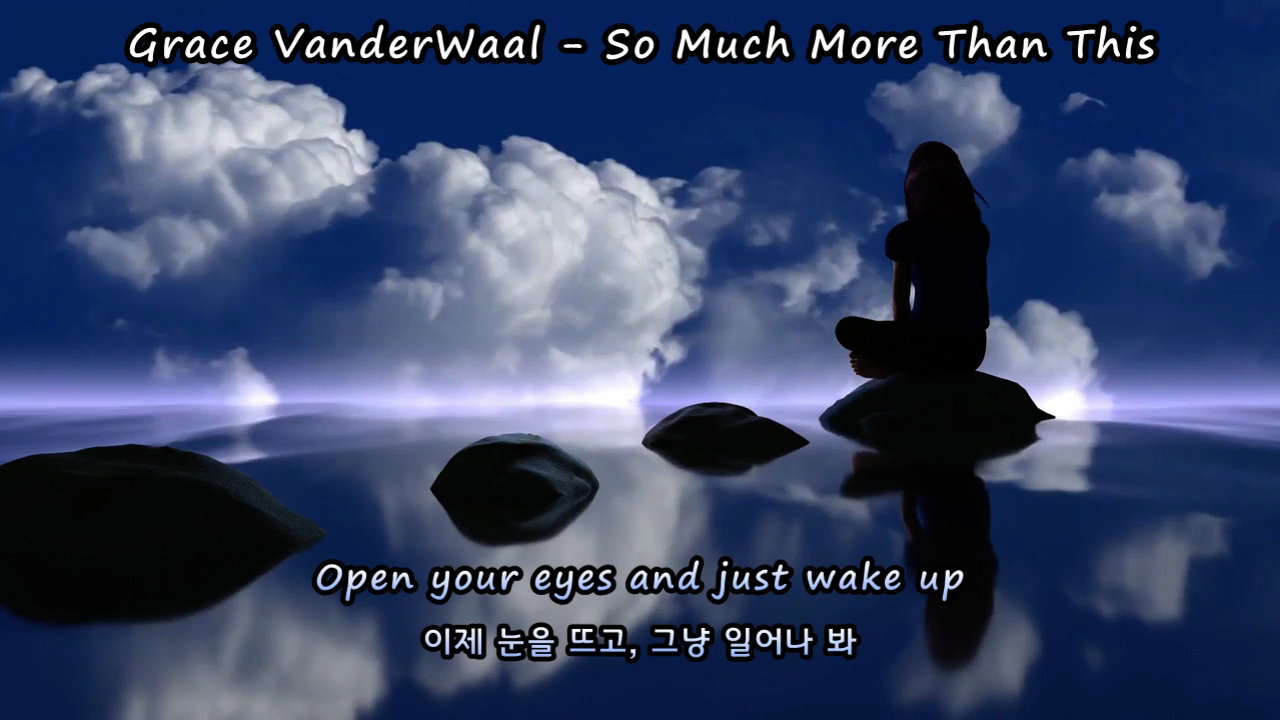 Grace VanderWaal - So Much More Than This
Open your eyes and just wake up
이제 눈을 뜨고, 그냥 일어나 봐